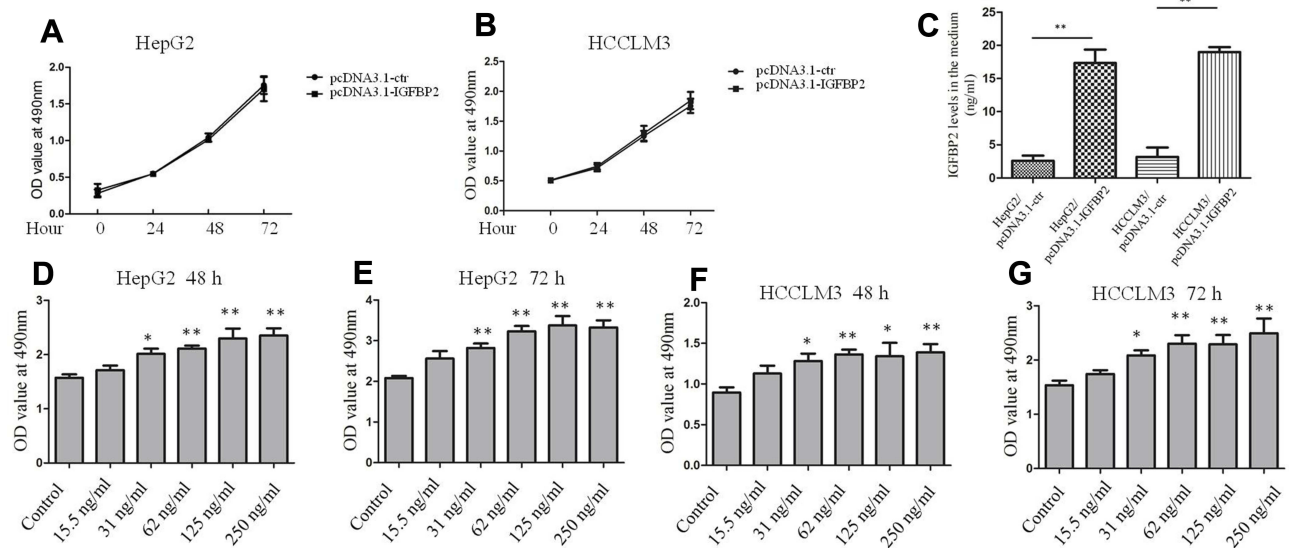 A
HepG2
OD value at 490nm
2.0
1.5
1.0
0.5
0.0
Hour 0 24 48 72
pcDNA3.1-ctr
pcDNA3.1-IGFBP2
B
HCCLM3
OD value at 490nm
2.5
2.0
1.5
1.0
0.5
0.0
Hour 0 24 48 72
pcDNA3.1-ctr
pcDNA3.1-IGFBP2
C
IGFBP2 levels in the medium
(ng/ml)
25
20
15
10
5
0
**
**
HepG2/
pcDNA3.1-ctr
HepG2/
pcDNA3.1-IGFBP2
HCCLM3/
pcDNA3.1-ctr
HCCLM3/
pcDNA3.1-IGFBP2
D
HepG2 48 h
OD value at 490nm
3
2
1
0
* ** ** **
Control
15.5 ng/ml
31 ng/ml
62 ng/ml
125 ng/ml
250 ng/ml
E
HepG2 72 h
OD value at 490nm
4
3
2
1
0
** ** ** **
Control
15.5 ng/ml
31 ng/ml
62 ng/ml
125 ng/ml
250 ng/ml
F
HCCLM3 48 h
OD value at 490nm
2.0
1.5
1.0
0.5
0.0
* ** * **
Control
15.5 ng/ml
31 ng/ml
62 ng/ml
125 ng/ml
250 ng/ml
G
HCCLM3 72 h
OD value at 490nm
3
2
1
0
* ** ** **
Control
15.5 ng/ml
31 ng/ml
62 ng/ml
125 ng/ml
250 ng/ml